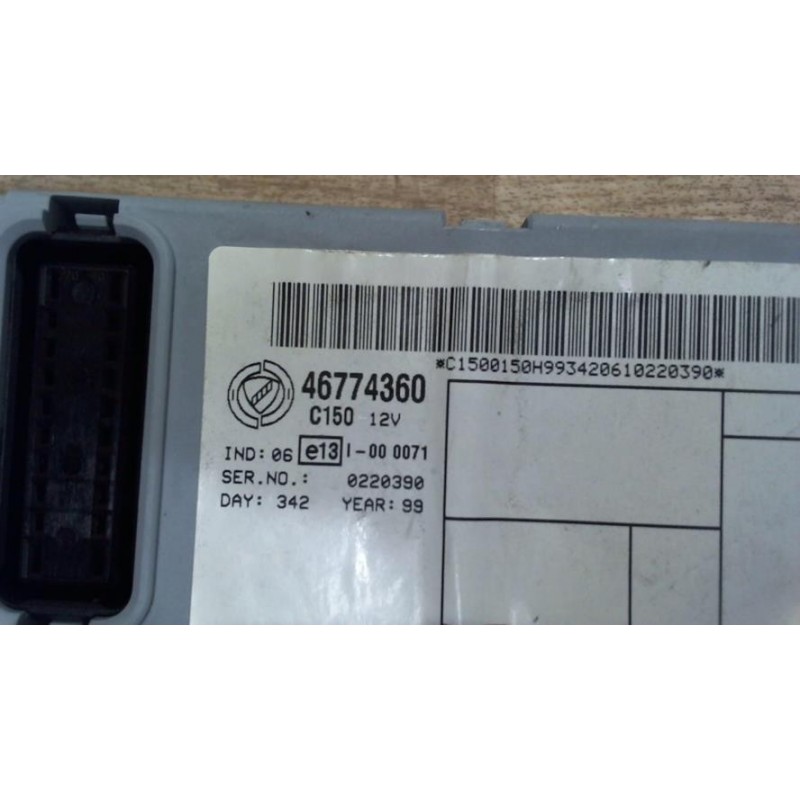 *C1500150H993420610220390*
46774360
C150 12V
IND: 06 e13 I-00 0071
SER.NO.: 0220390
DAY: 342 YEAR: 99